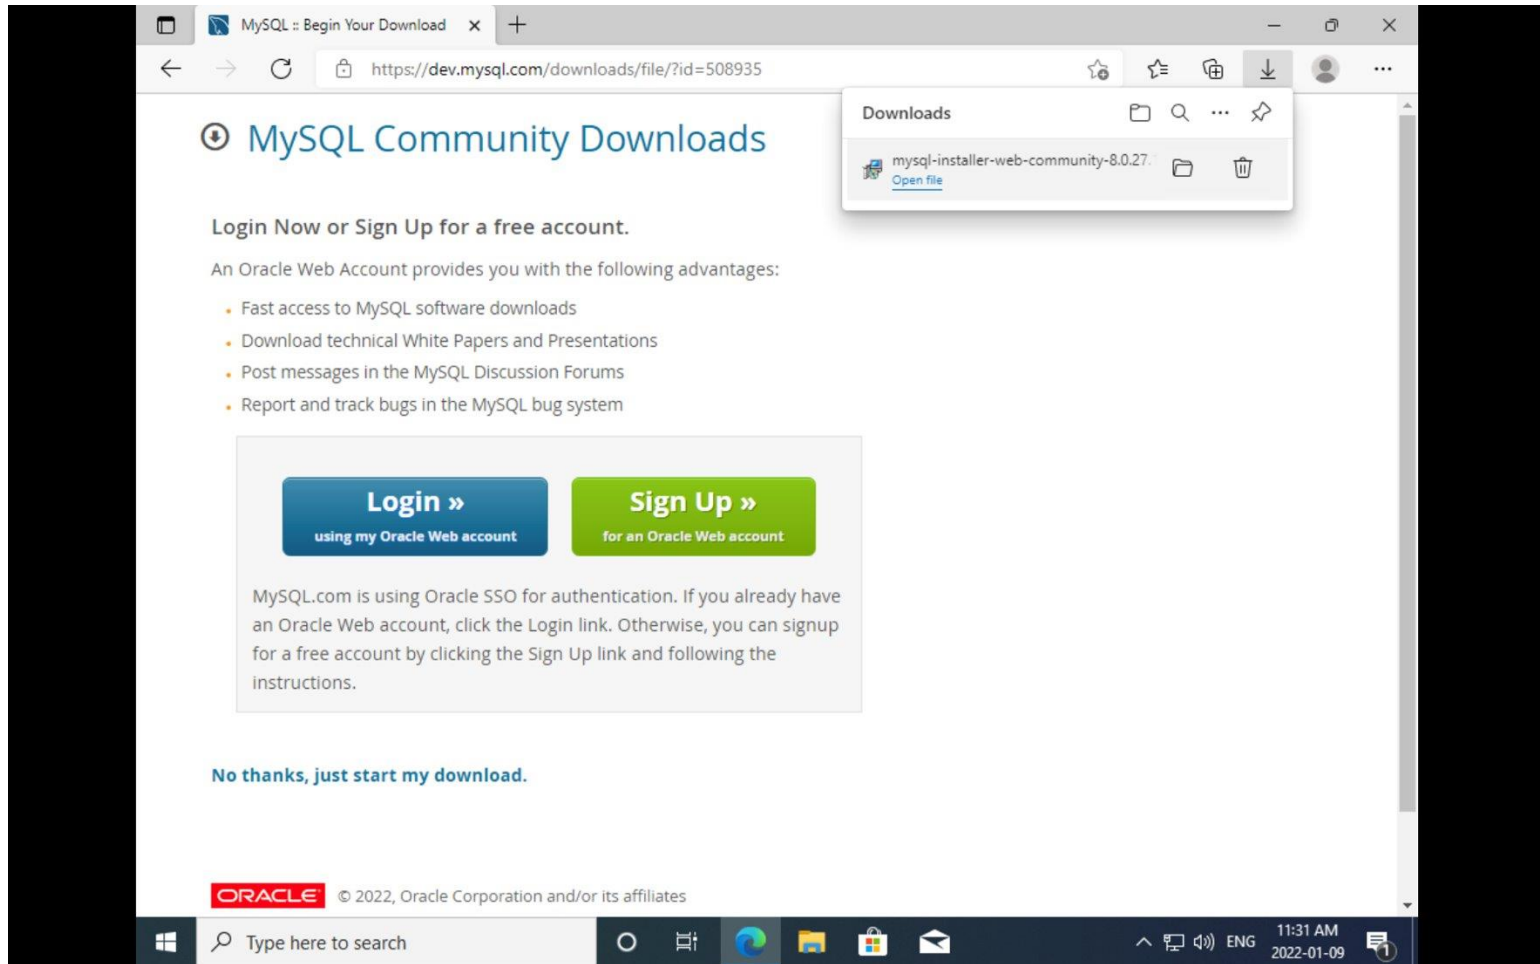 MySQL :: Begin Your Download
https://dev.mysql.com/downloads/file/?id=508935
Downloads
mysql-installer-web-community-8.0.27.
Open file
MySQL Community Downloads
Login Now or Sign Up for a free account.
An Oracle Web Account provides you with the following advantages:
Fast access to MySQL software downloads
Download technical White Papers and Presentations
Post messages in the MySQL Discussion Forums
Report and track bugs in the MySQL bug system
Login »
using my Oracle Web account
Sign Up »
for an Oracle Web account
MySQL.com is using Oracle SSO for authentication. If you already have
an Oracle Web account, click the Login link. Otherwise, you can signup
for a free account by clicking the Sign Up link and following the
instructions.
No thanks, just start my download.
ORACLE © 2022, Oracle Corporation and/or its affiliates
Type here to search
ENG
11:31 AM
2022-01-09
1